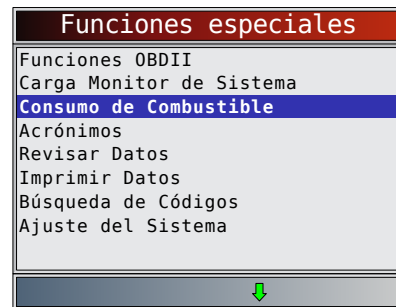 Funciones especiales
Funciones OBDII
Carga Monitor de Sistema
Consumo de Combustible
Acrónimos
Revisar Datos
Imprimir Datos
Búsqueda de Códigos
Ajuste del Sistema